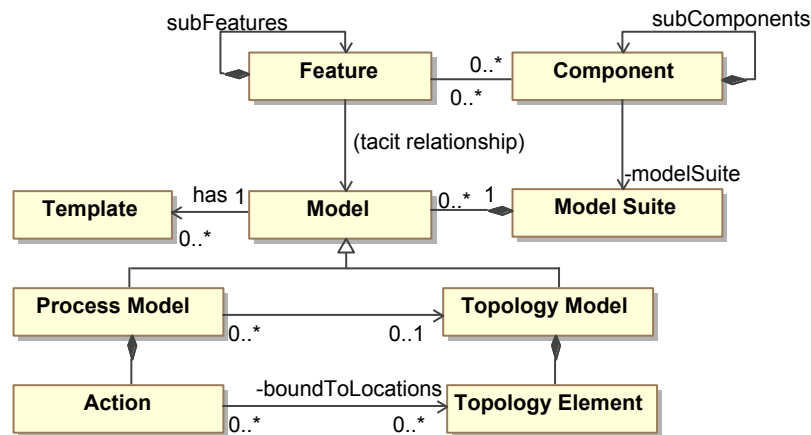 subFeatures
subComponents
Feature
0..*
0..*
Component
(tacit relationship)
-modelSuite
Template
has 1
0..*
Model
0..*
1
Model Suite
Process Model
0..*
0..1
Topology Model
Action
-boundToLocations
0..*
0..*
Topology Element